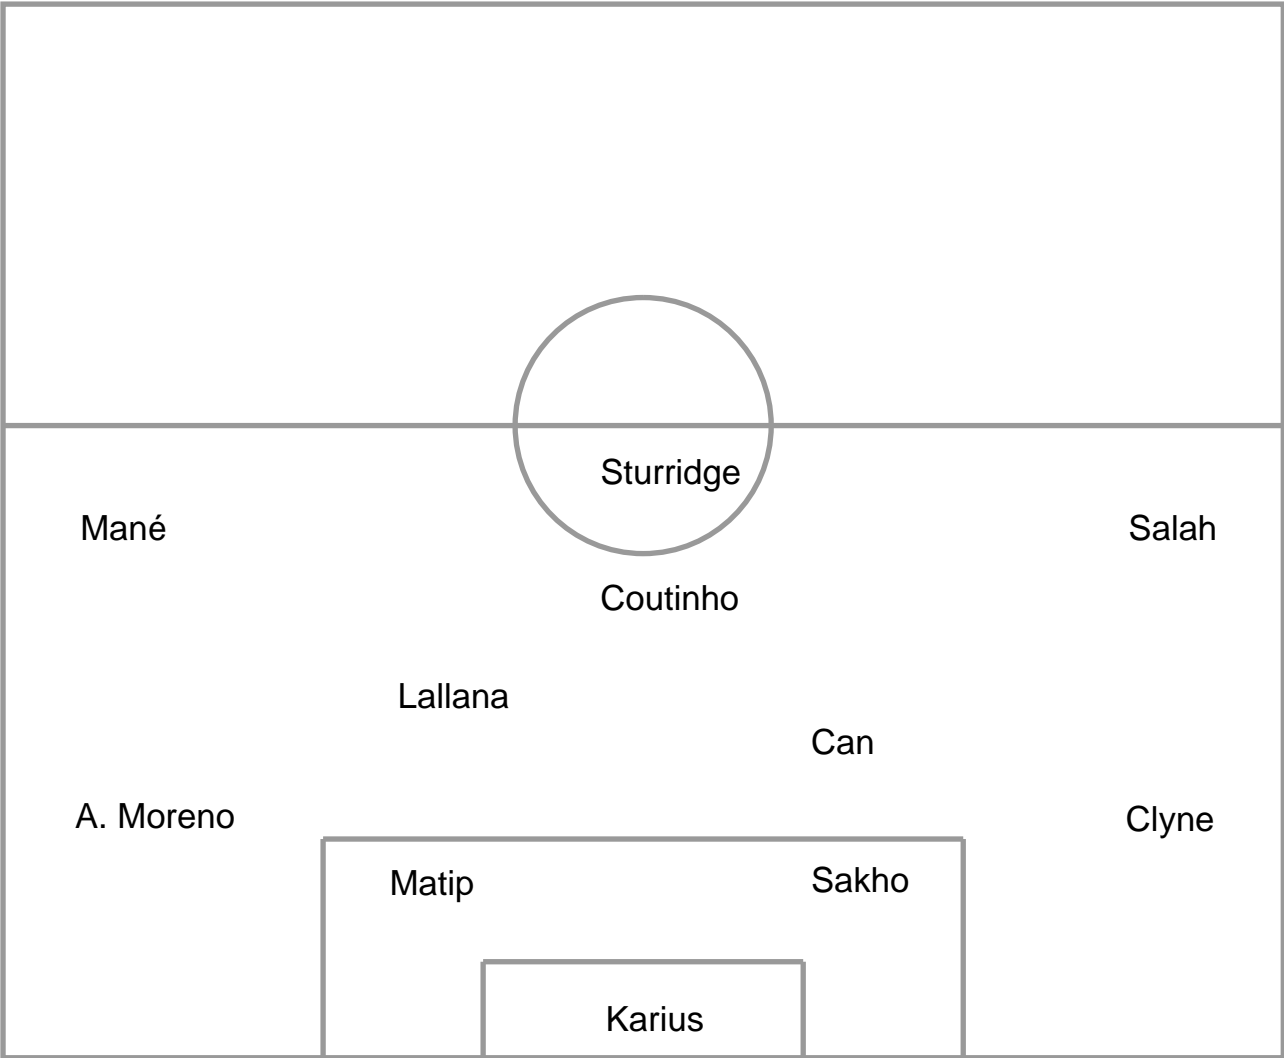 Sturridge
Mané
Salah
Coutinho
Lallana
Can
A. Moreno
Clyne
Matip
Sakho
Karius